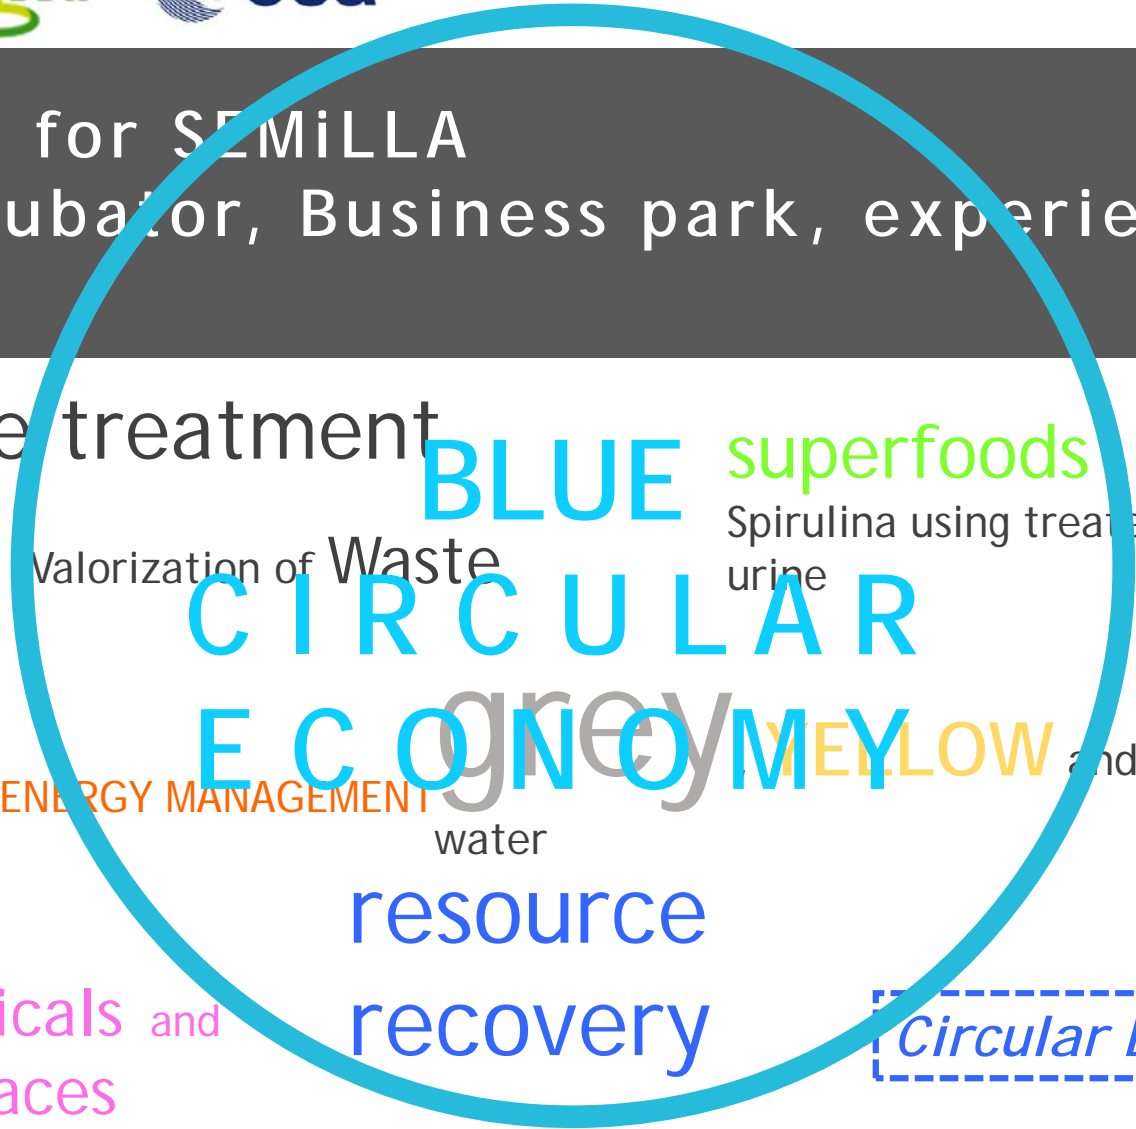 for SEMiLLA
ubator, Business park, experie
e treatment
BLUE
superfoods
Spirulina using treate
urine
Valorization of Waste
CIRCULAR
grey, YELLOW and
ECONOMY
ENERGY MANAGEMENT
water
resource
recovery
icals and
aces
Circular